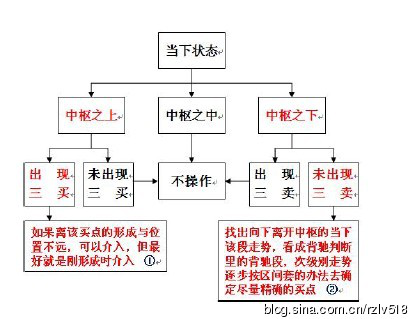 当下状态
中枢之上
中枢之中
中枢之下
出 现
三 买
未出现
三 买
不操作
出 现
三 卖
未出现
三 卖
如果离该买点的形成与位
置不远，可以介入，但最
好就是刚形成时介入 ①
找出向下离开中枢的当下
该段走势，看成背驰判断
里的背驰段，次级别走势
逐步按区间套的办法去确
定尽量精确的买点 ②
blog.sina.com.cn/rzlv518